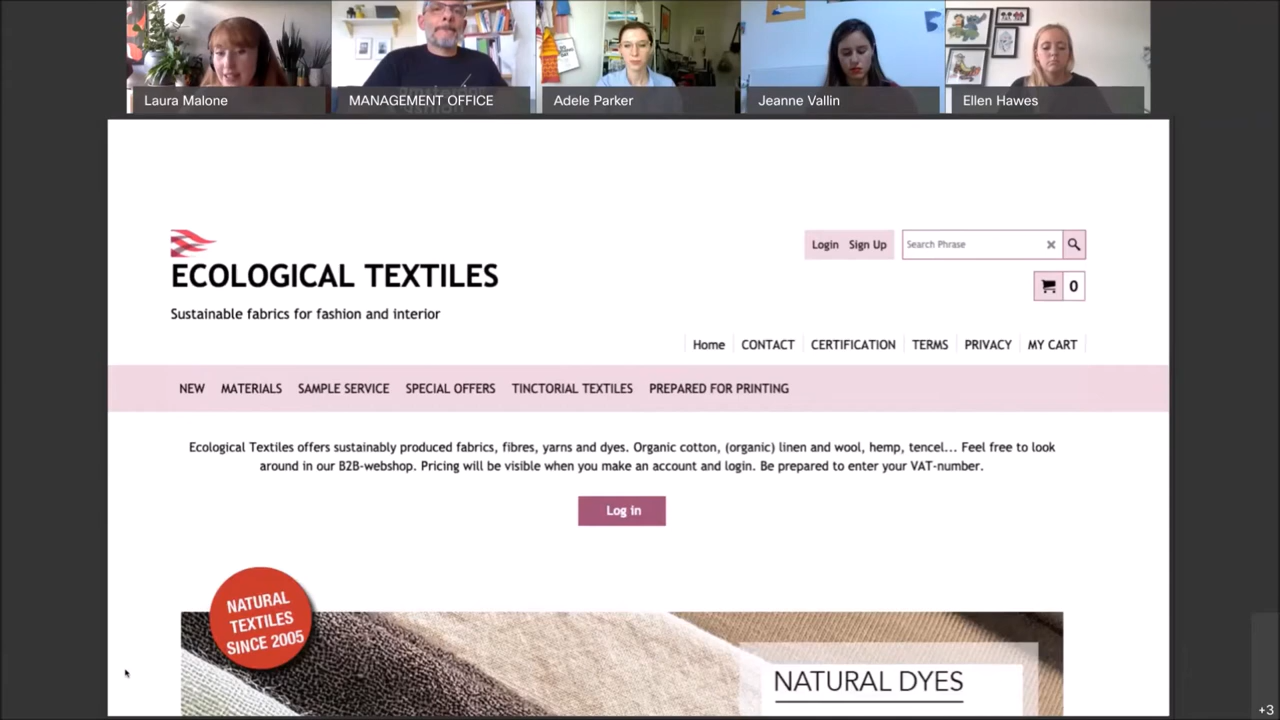 Laura Malone
MANAGEMENT OFFICE
Adele Parker
Jeanne Vallin
Ellen Hawes
Login Sign Up
Search Phrase
ECOLOGICAL TEXTILES
0
Sustainable fabrics for fashion and interior
Home CONTACT CERTIFICATION TERMS PRIVACY MY CART
NEW MATERIALS SAMPLE SERVICE SPECIAL OFFERS TINCTORIAL TEXTILES PREPARED FOR PRINTING
Ecological Textiles offers sustainably produced fabrics, fibres, yarns and dyes. Organic cotton, (organic) linen and wool, hemp, tencel... Feel free to look
around in our B2B-webshop. Pricing will be visible when you make an account and login. Be prepared to enter your VAT-number.
Log in
NATURAL
TEXTILES
SINCE 2005
NATURAL DYES
+3